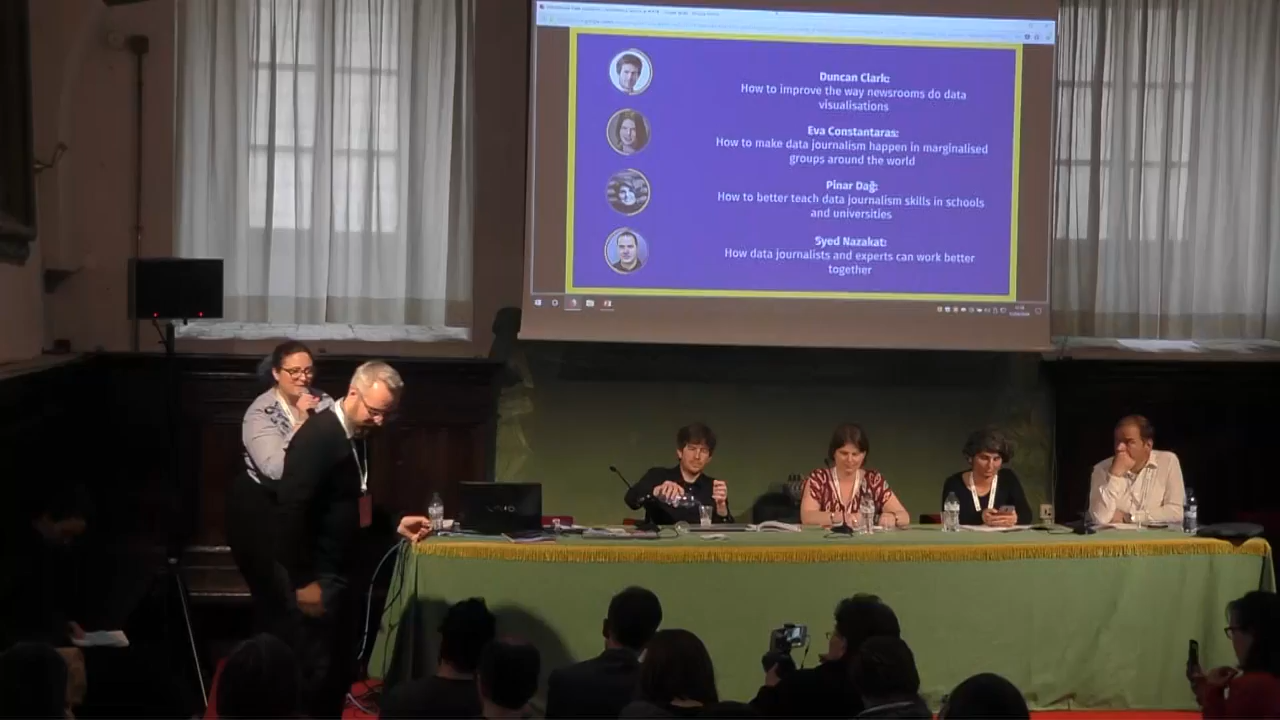 Duncan Clark:
How to improve the way newsrooms do data
visualisations
Eva Constantaras:
How to make data journalism happen in marginalised
groups around the world
Pinar Dağ:
How to better teach data journalism skills in schools
and universities
Syed Nazakat:
How data journalists and experts can work better
together
VAIO